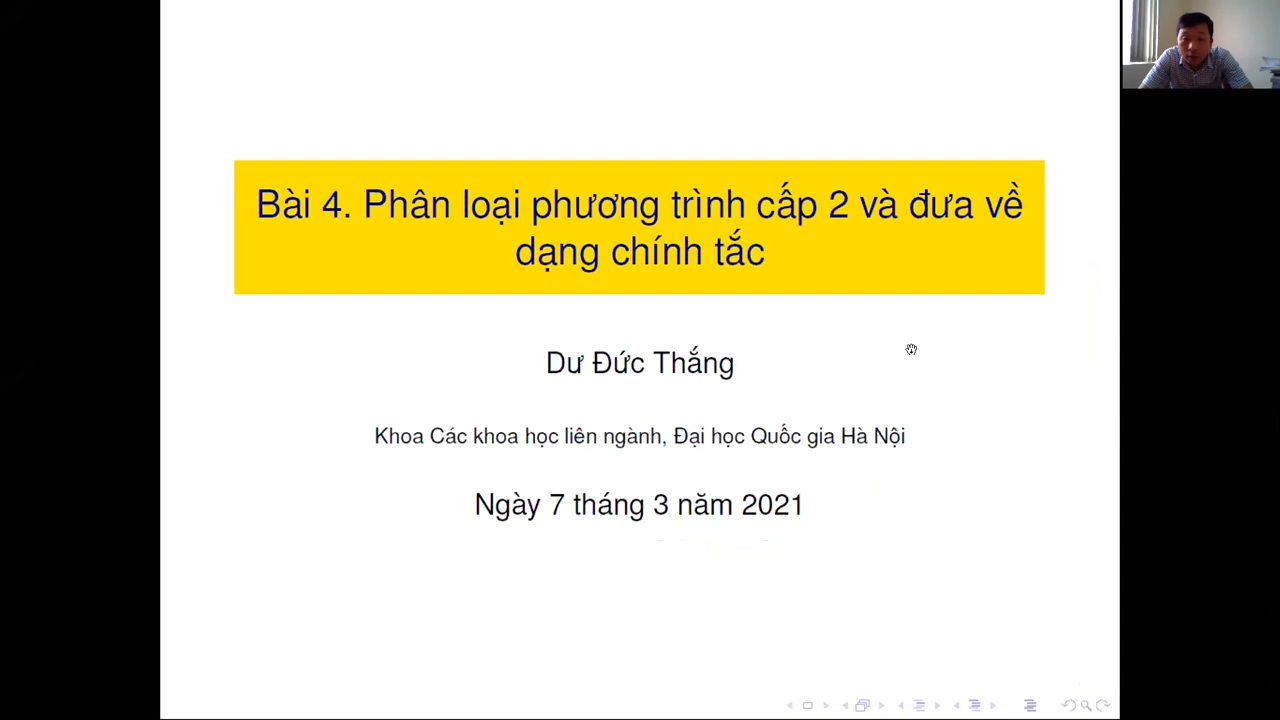 Bài 4. Phân loại phương trình cấp 2 và đưa về
dạng chính tắc
Dư Đức Thắng
Khoa Các khoa học liên ngành, Đại học Quốc gia Hà Nội
Ngày 7 tháng 3 năm 2021